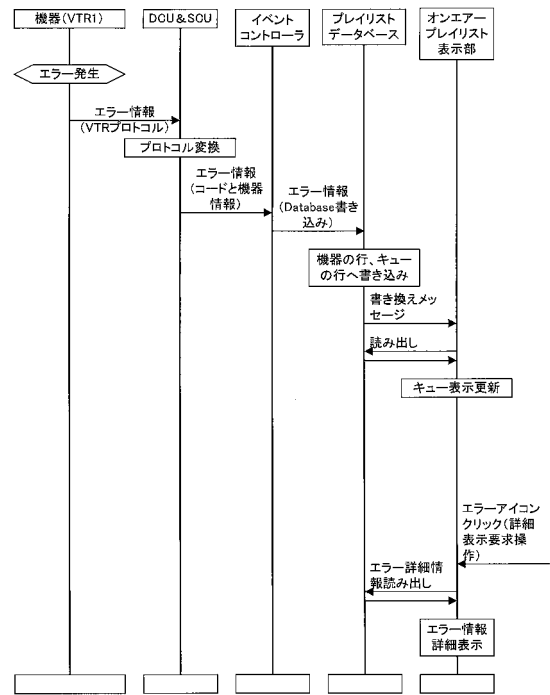 機器(VTR1)
DCU&SCU
イベント
コントローラ
プレイリスト
データベース
オンエアー
プレイリスト
表示部
エラー発生
エラー情報
(VTRプロトコル)
プロトコル変換
エラー情報
(コードと機器
情報)
エラー情報
(Database書き
込み)
機器の行、キュー
の行へ書き込み
書き換えメッ
セージ
読み出し
キュー表示更新
エラーアイコン
クリック(詳細
表示要求操
作)
エラー詳細情
報読み出し
エラー情報
詳細表示